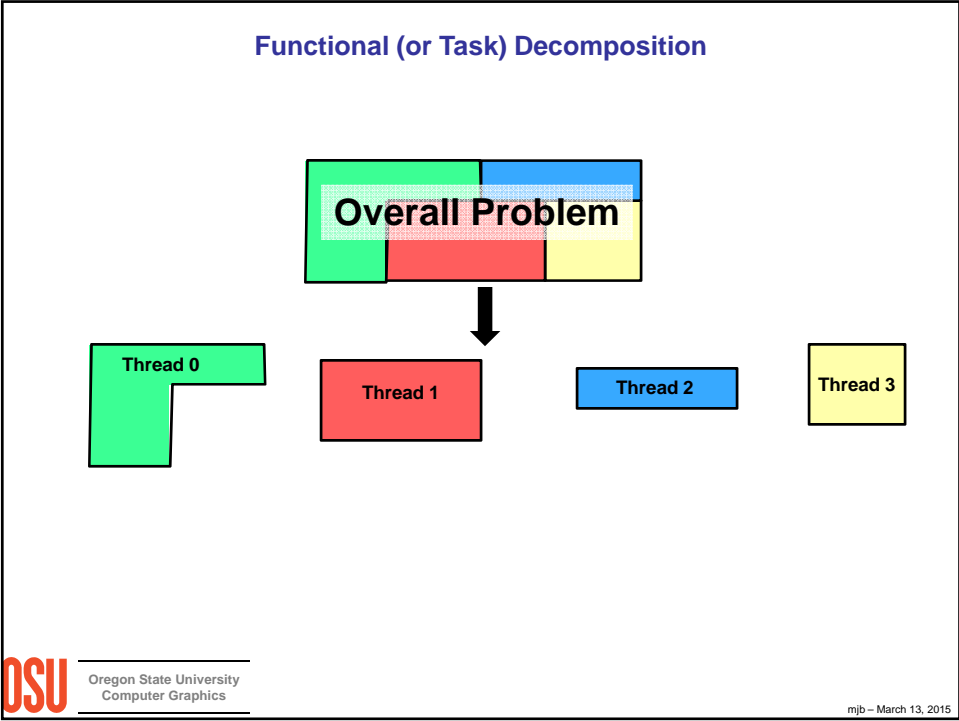 Functional (or Task) Decomposition
Overall Problem
Thread 0
Thread 1
Thread 2
Thread 3
OSU
Oregon State University
Computer Graphics
mjb – March 13, 2015